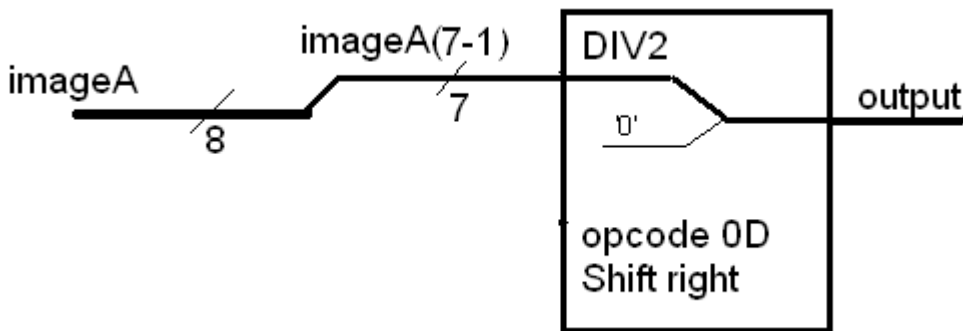 imageA
8
imageA(7-1)
7
DIV2
'0'
opcode 0D
Shift right
output